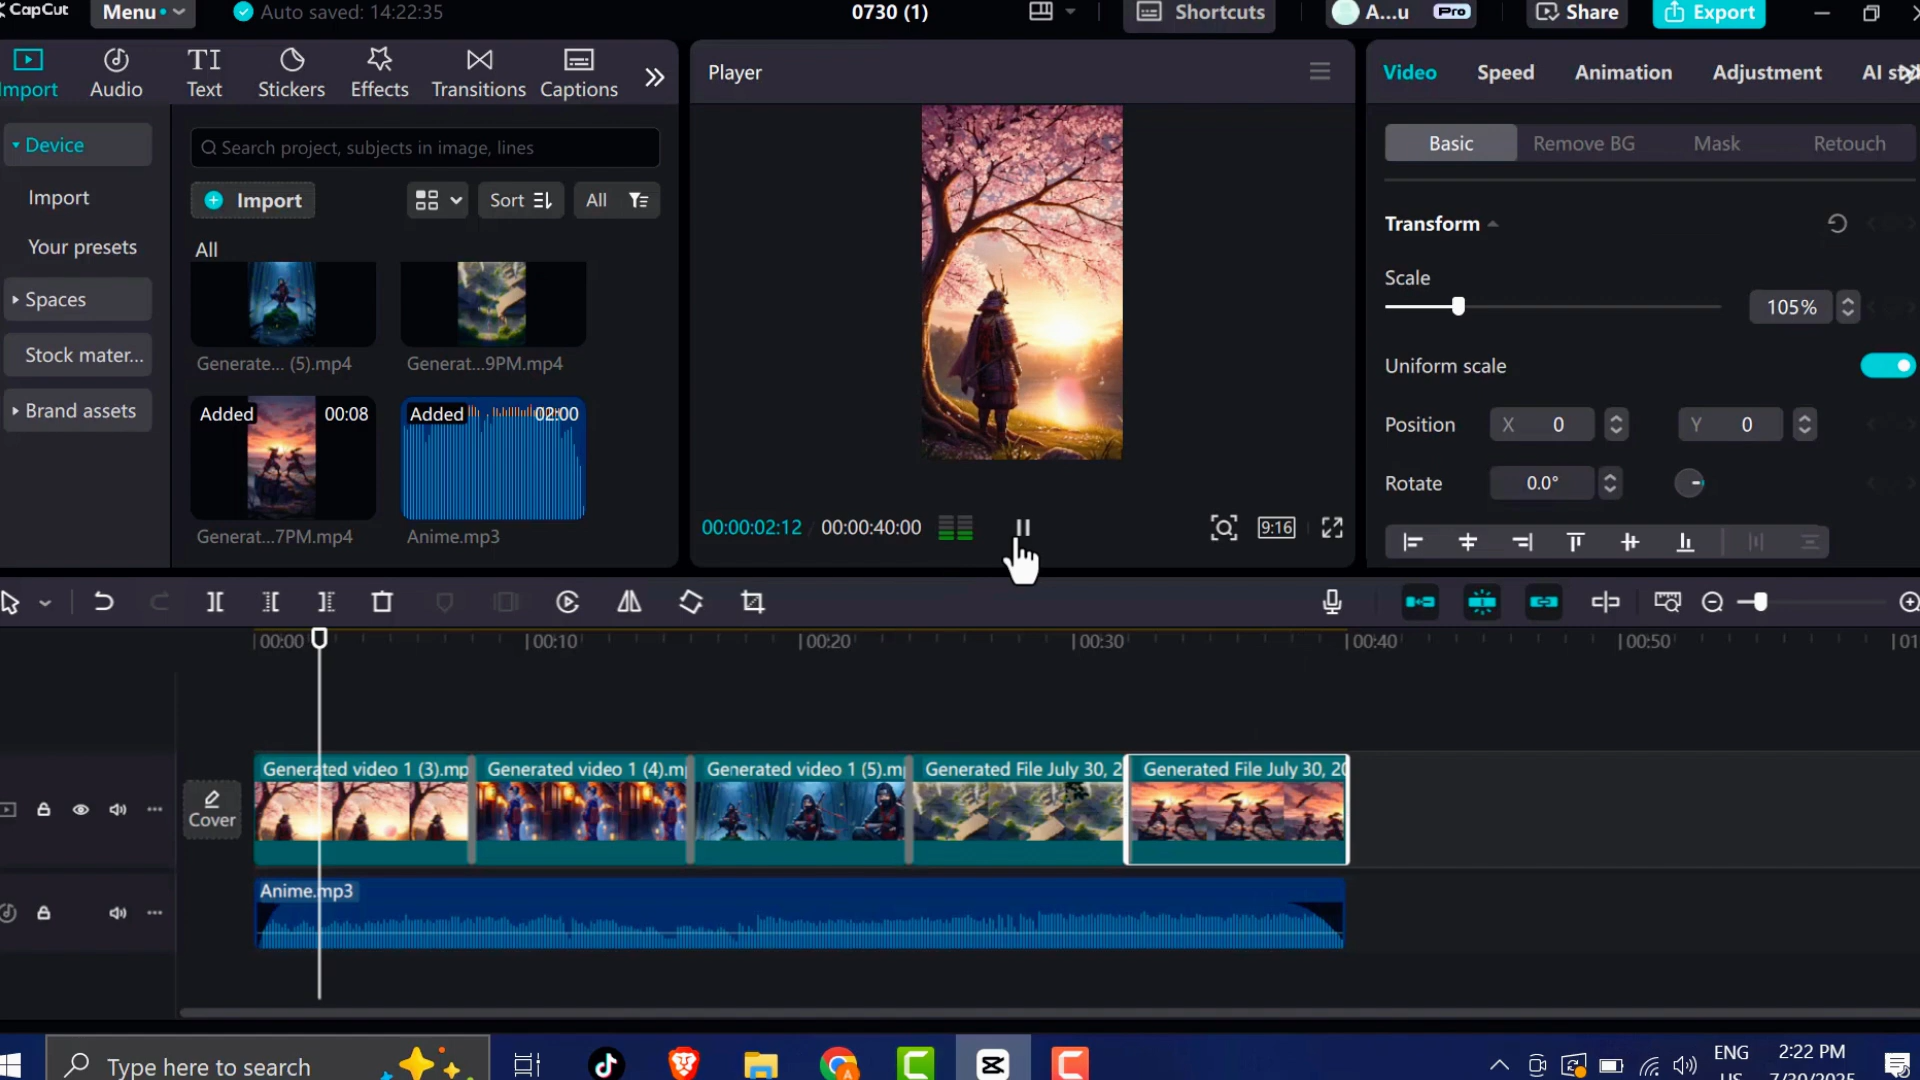 CapCut
Menu
Auto saved: 14:22:35
0730 (1)
Shortcuts
A...u
Pro
Share
Export
Import
Audio
TI
Text
Stickers
Effects
Transitions
Captions
Device
Import
Your presets
Spaces
Stock mater...
Brand assets
Search project, subjects in image, lines
Import
Sort
All
All
Generate... (5).mp4
Generat...9PM.mp4
Added
00:08
Added
02:00
Generat...7PM.mp4
Anime.mp3
Player
00:00:02:12
00:00:40:00
9:16
Video
Speed
Animation
Adjustment
Basic
Remove BG
Mask
Retouch
Transform
Scale
105%
Uniform scale
Position
X 0
Y 0
Rotate
0.0°
00:00
00:10
00:20
00:30
00:40
00:50
Cover
Generated video 1 (3).mp
Generated video 1 (4).m
Generated video 1 (5).m
Generated File July 30, 2
Generated File July 30, 20
Anime.mp3
Type here to search
ENG
2:22 PM
US
7/30/2025